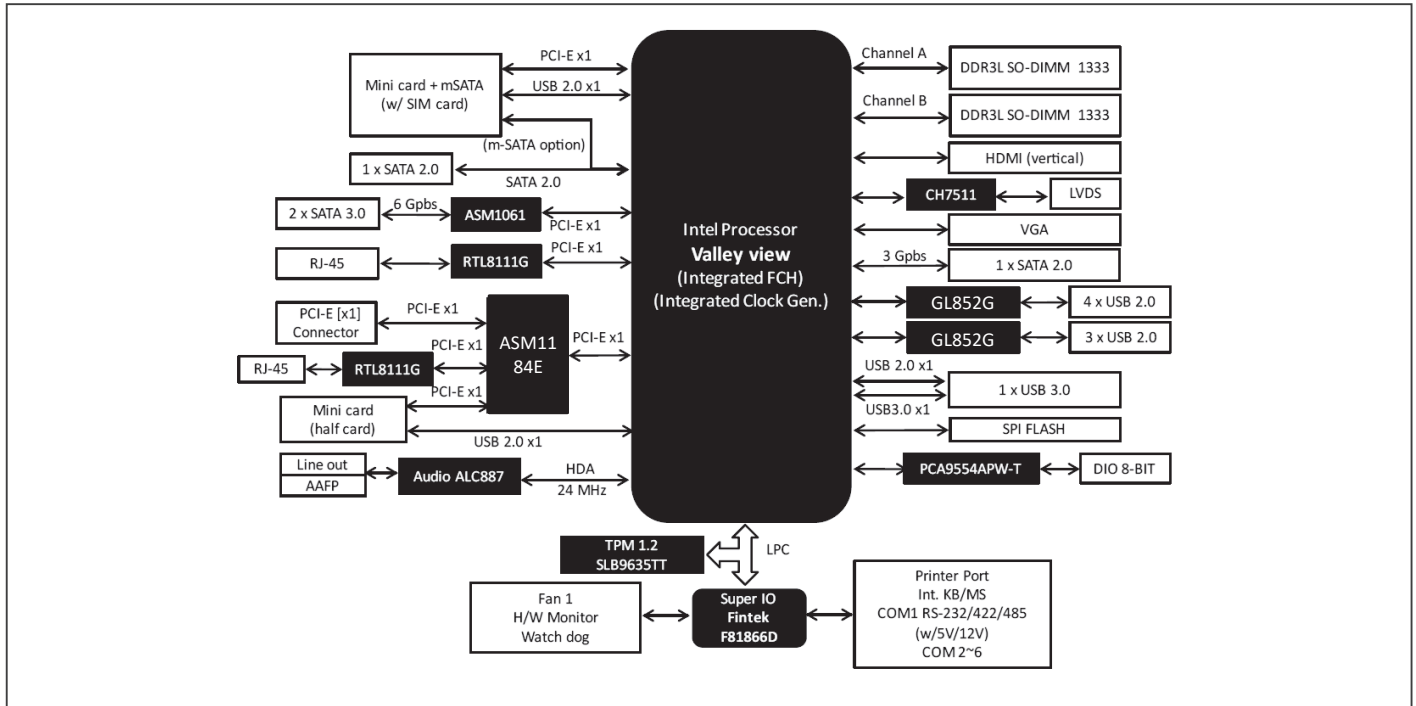 PCI-E x1
Mini card + mSATA
(w/ SIM card)
USB 2.0 x1
(m-SATA option)
1 x SATA 2.0
SATA 2.0
2 x SATA 3.0
6 Gpbs
ASM1061
PCI-E x1
RJ-45
RTL8111G
PCI-E x1
PCI-E [x1]
Connector
PCI-E x1
ASM11
84E
PCI-E x1
PCI-E x1
RJ-45
RTL8111G
PCI-E x1
Mini card
(half card)
USB 2.0 x1
Line out
AAFP
Audio ALC887
HDA
24 MHz
Intel Processor
Valley view
(Integrated FCH)
(Integrated Clock Gen.)
Channel A
DDR3L SO-DIMM 1333
Channel B
DDR3L SO-DIMM 1333
HDMI (vertical)
CH7511
LVDS
VGA
3 Gpbs
1 x SATA 2.0
GL852G
4 x USB 2.0
GL852G
3 x USB 2.0
USB 2.0 x1
1 x USB 3.0
USB3.0 x1
SPI FLASH
PCA9554APW-T
DIO 8-BIT
TPM 1.2
SLB9635TT
LPC
Fan 1
H/W Monitor
Watch dog
Super IO
Fintek
F81866D
Printer Port
Int. KB/MS
COM1 RS-232/422/485
(w/5V/12V)
COM 2~6